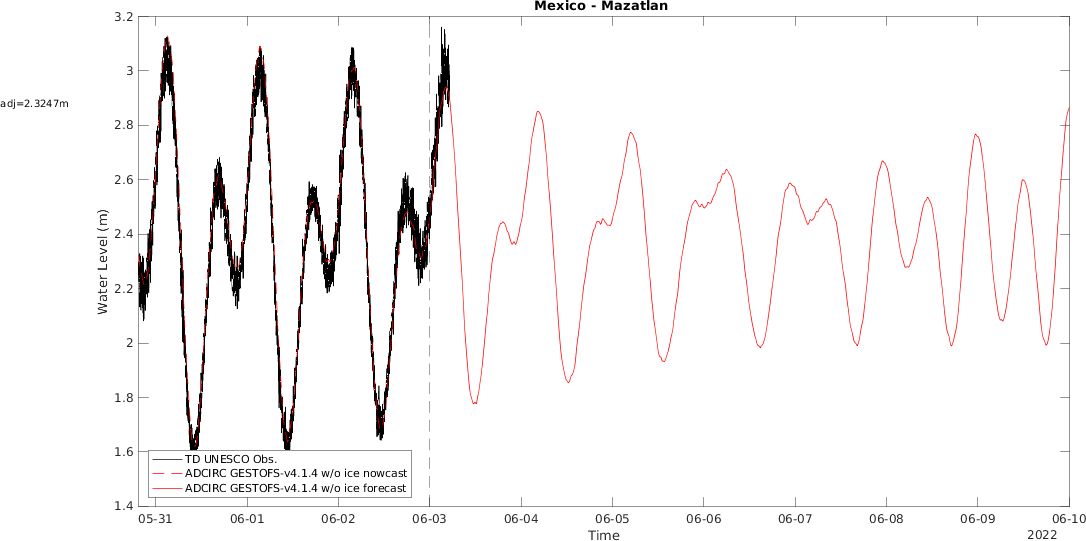 Mexico - Mazatlan
adj=2.3247m
Water Level (m)
3.2
3
2.8
2.6
2.4
2.2
2
1.8
1.6
1.4
TD UNESCO Obs.
ADCIRC GESTOFS-v4.1.4 w/o ice nowcast
ADCIRC GESTOFS-v4.1.4 w/o ice forecast
05-31 06-01 06-02 06-03 06-04 06-05 06-06 06-07 06-08 06-09 06-10
Time
2022